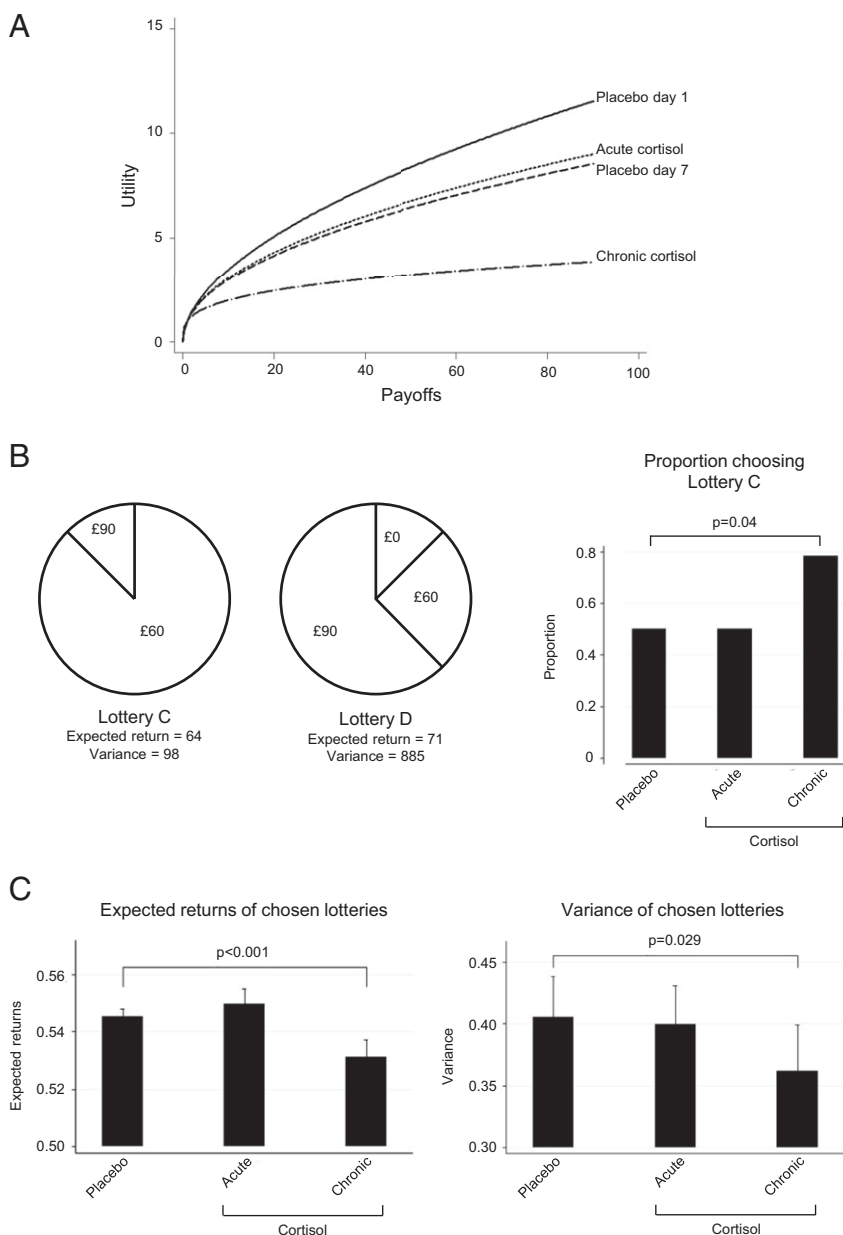 A
15
10
5
0
Utility
Placebo day 1
Acute cortisol
Placebo day 7
Chronic cortisol
0
20
40
60
80
100
Payoffs
B
£90
£60
Lottery C
Expected return = 64
Variance = 98
£0
£60
£90
Lottery D
Expected return = 71
Variance = 885
Proportion choosing
Lottery C
p=0.04
0.8
0.6
0.4
0.2
0
Proportion
Placebo
Acute
Chronic
Cortisol
C
Expected returns of chosen lotteries
p<0.001
0.56
0.54
0.52
0.50
Expected returns
Placebo
Acute
Chronic
Cortisol
Variance of chosen lotteries
p=0.029
0.45
0.40
0.35
0.30
Variance
Placebo
Acute
Chronic
Cortisol